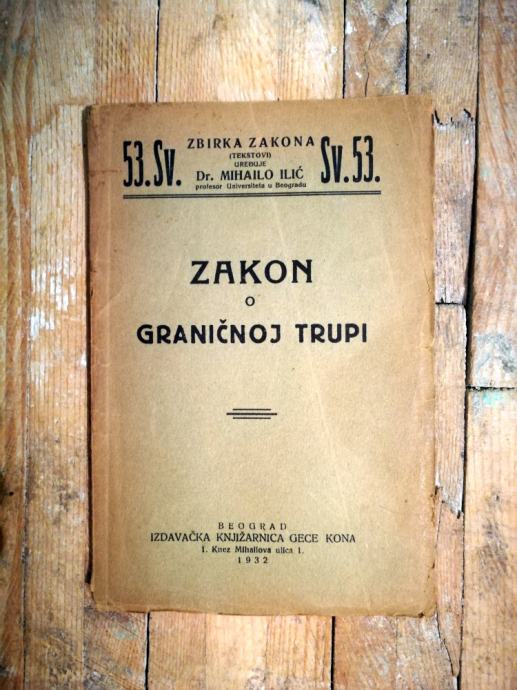 53.Sv.
ZBIRKA ZAKONA
(TEKSTOVI)
UREĐUJE
Dr. MIHAILO ILIĆ
profesor Universiteta u Beogradu
Sv.53.
ZAKON
O
GRANIČNOJ TRUPI
BEOGRAD
IZDAVAČKA KNJIŽARNICA GECE KONA
1. Knez Mihailova ulica 1.
1932